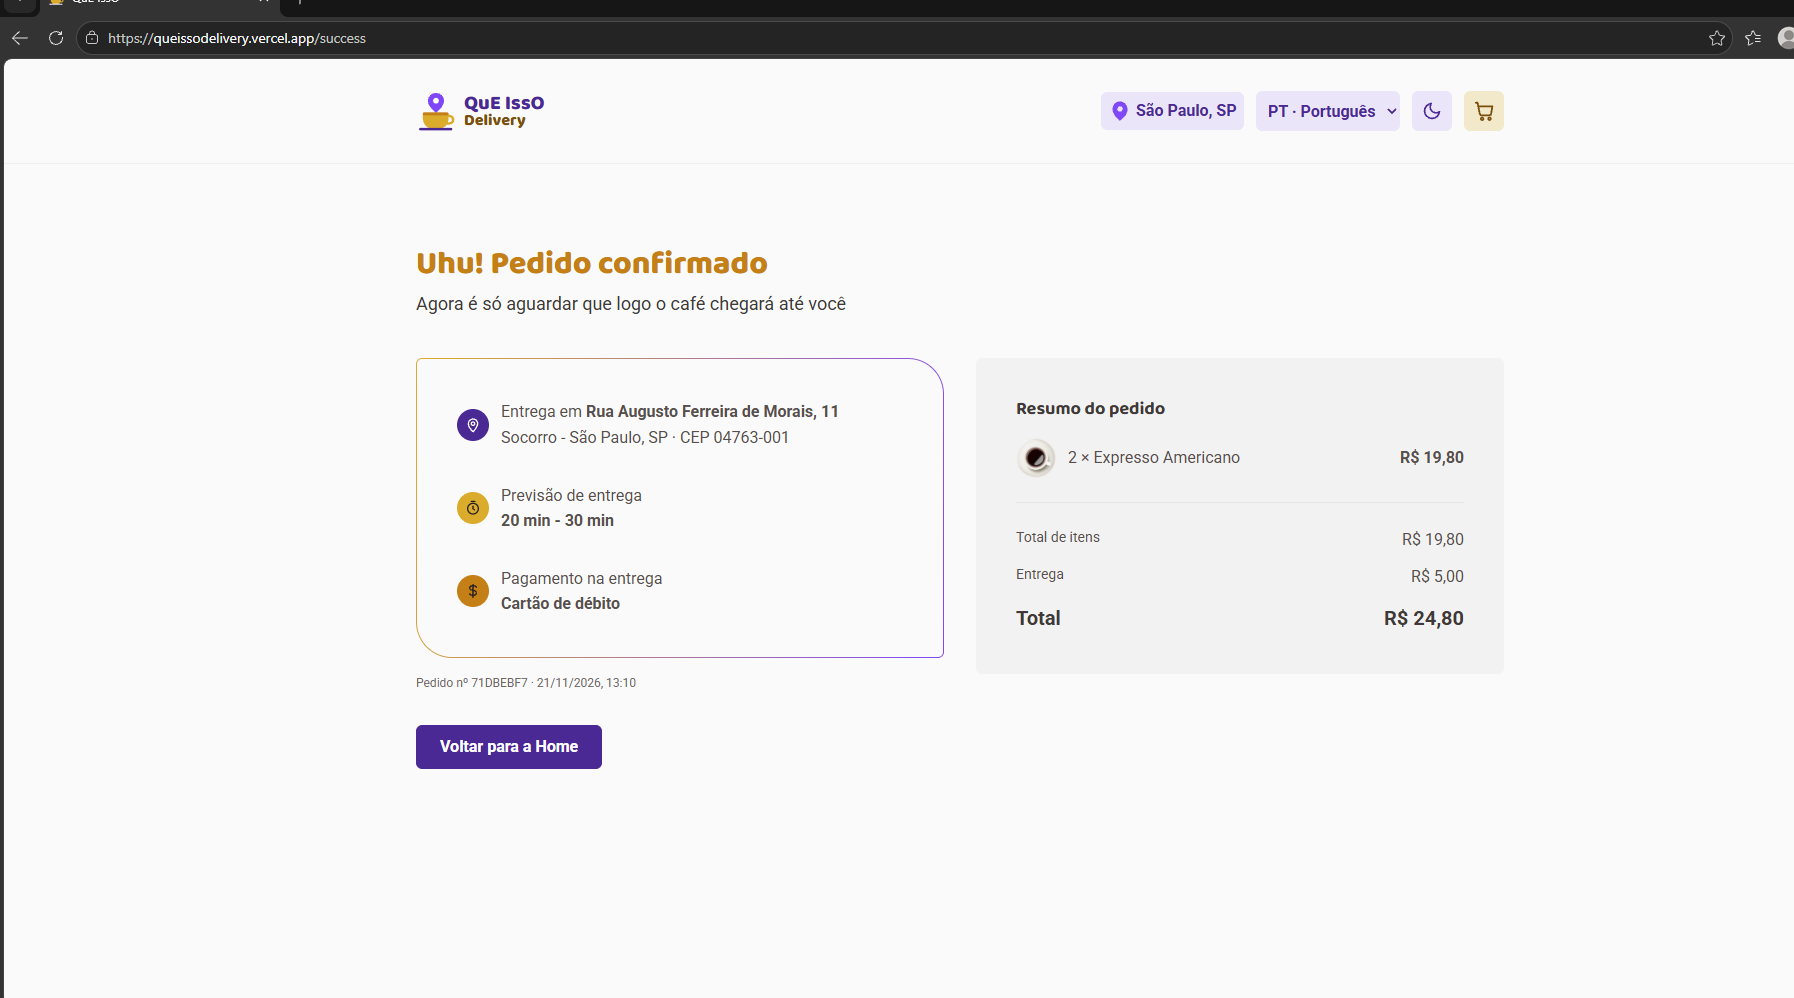 https://queissodelivery.vercel.app/success
QuE IssO
Delivery
São Paulo, SP
PT · Português
Uhu! Pedido confirmado
Agora é só aguardar que logo o café chegará até você
Entrega em Rua Augusto Ferreira de Morais, 11
Socorro - São Paulo, SP · CEP 04763-001
Previsão de entrega
20 min - 30 min
$
Pagamento na entrega
Cartão de débito
Pedido nº 71DBEBF7 · 21/11/2026, 13:10
Voltar para a Home
Resumo do pedido
2 × Expresso Americano R$ 19,80
Total de itens R$ 19,80
Entrega R$ 5,00
Total R$ 24,80